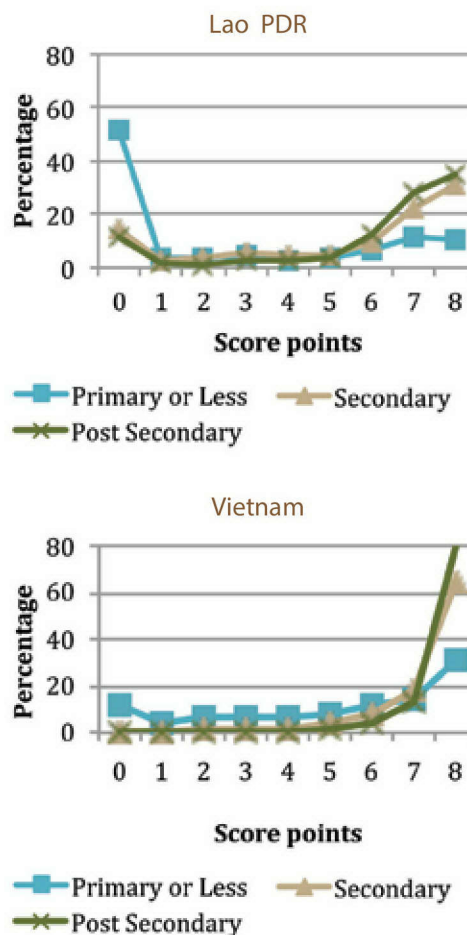 Lao PDR
80
60
40
20
0
Percentage
0 1 2 3 4 5 6 7 8
Score points
Primary or Less Secondary
Post Secondary
Vietnam
80
60
40
20
0
Percentage
0 1 2 3 4 5 6 7 8
Score points
Primary or Less Secondary
Post Secondary